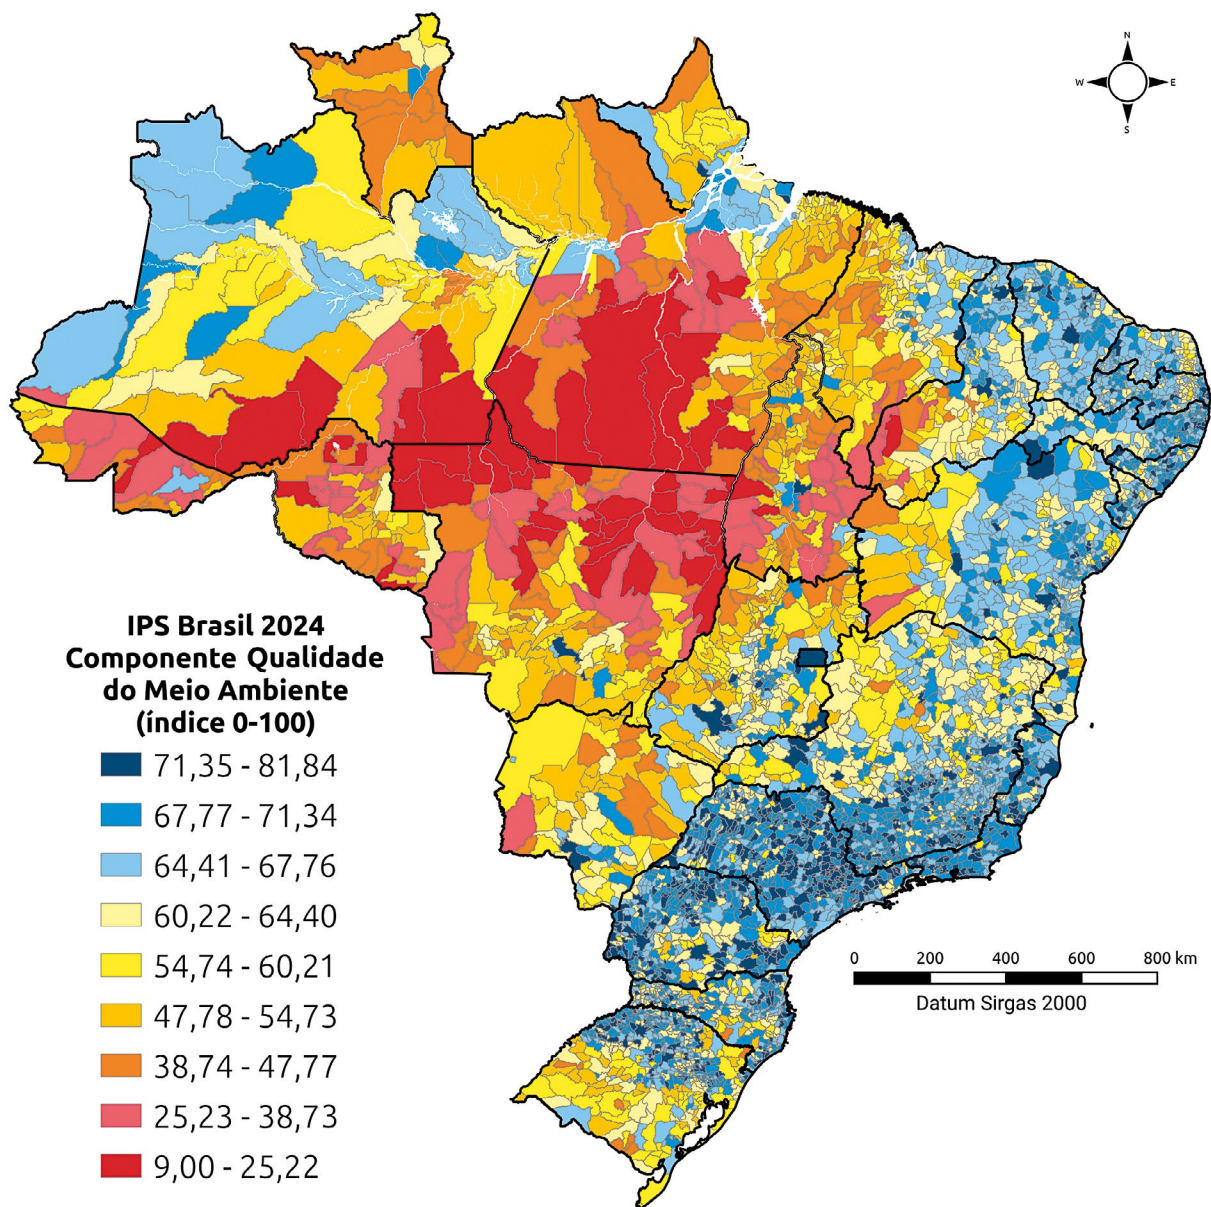 N
W
E
S
IPS Brasil 2024
Componente Qualidade
do Meio Ambiente
(índice 0-100)
71,35 - 81,84
67,77 - 71,34
64,41 - 67,76
60,22 - 64,40
54,74 - 60,21
47,78 - 54,73
38,74 - 47,77
25,23 - 38,73
9,00 - 25,22
0 200 400 600 800 km
Datum Sirgas 2000